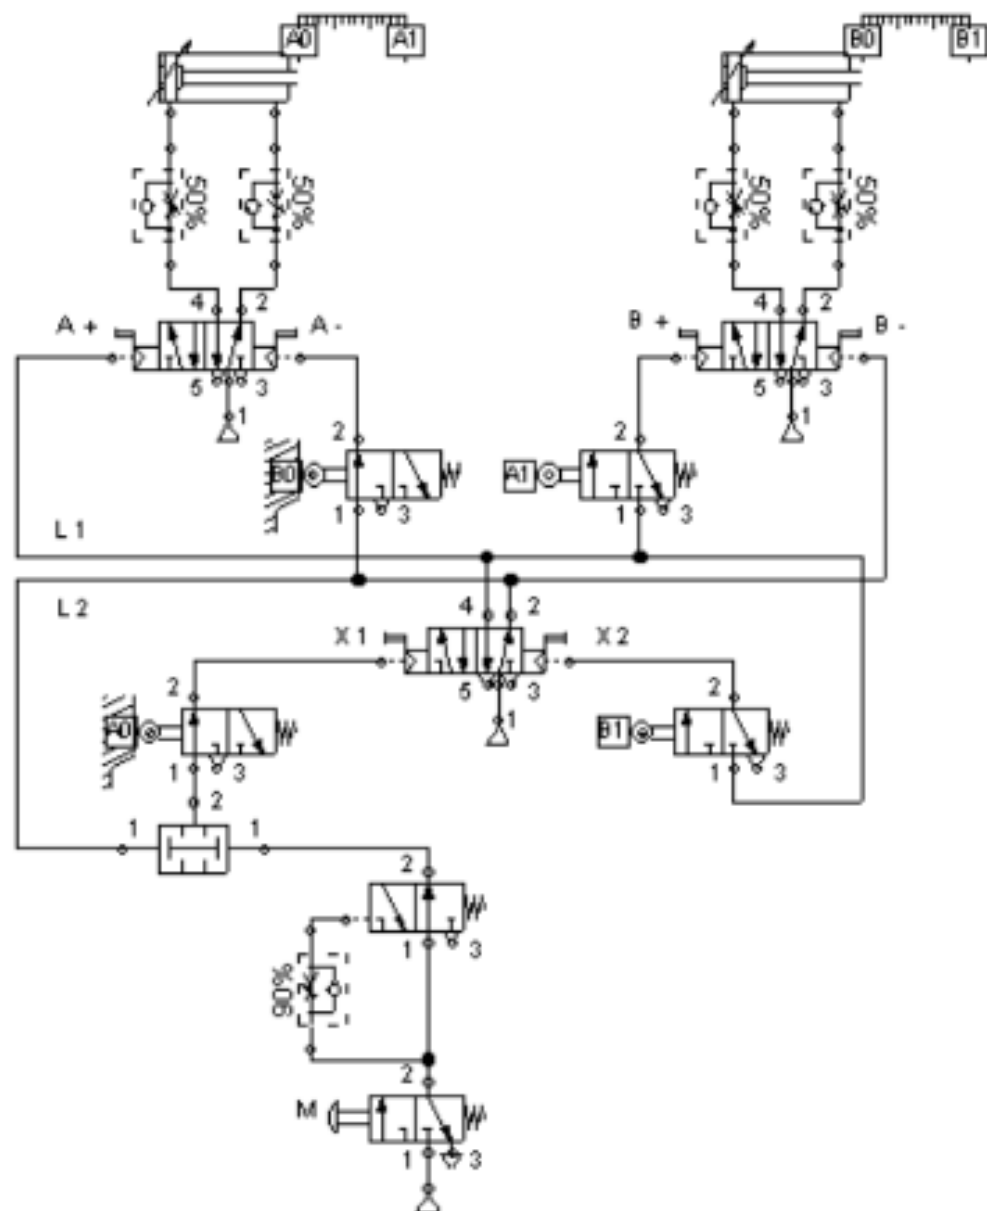 A0 A1 B0 B1
50% 50% 50% 50%
4 2 4 2
A + A - B + B -
5 3 5 3
1 1
2 2
B0 A1
1 3 1 3
L 1
L 2
4 2
X 1 X 2
5 3
2 1 2
A0 B1
1 3 1 3
2
1 1
2
1 3
90%
2
M
1 3